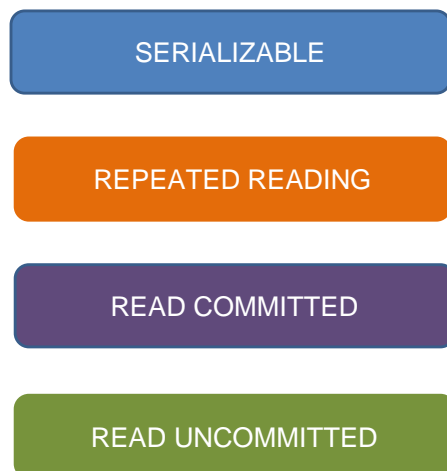 SERIALIZABLE
REPEATED READING
READ COMMITTED
READ UNCOMMITTED